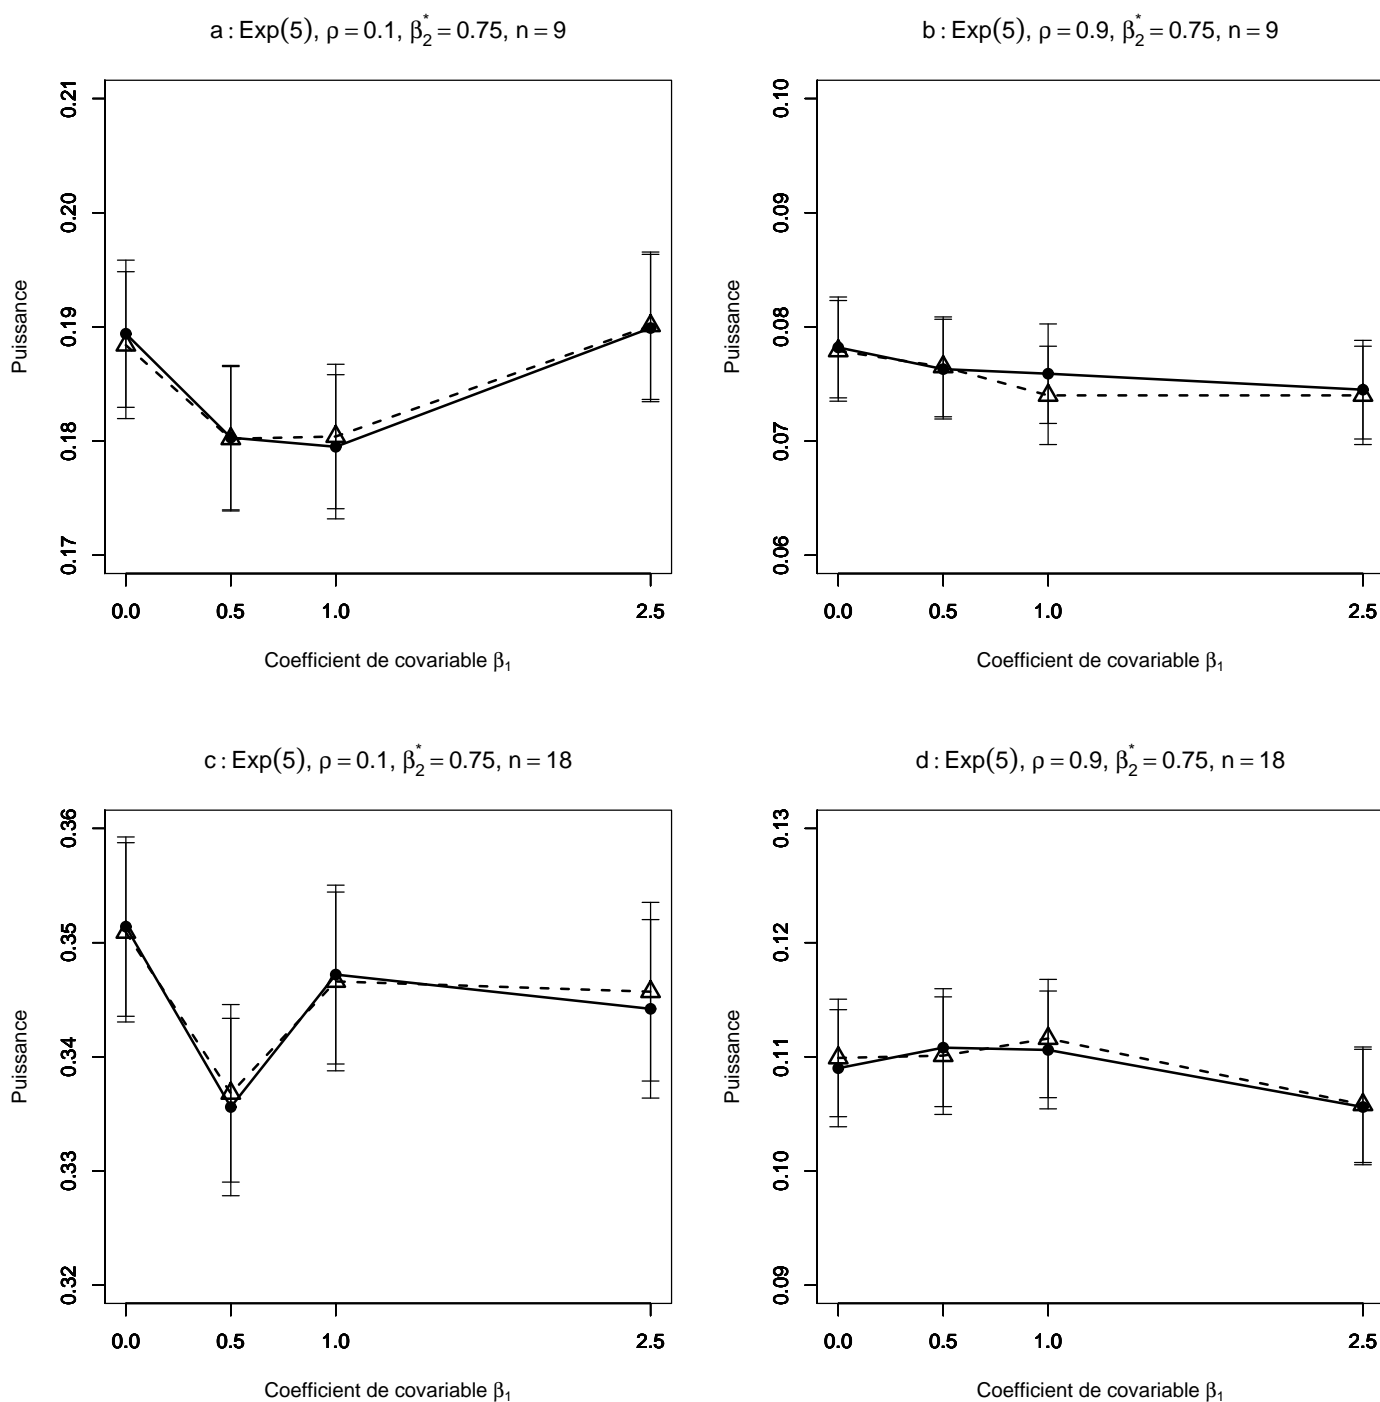 a : Exp(5), ρ = 0.1, β₂* = 0.75, n = 9
0.21
0.20
0.19
0.18
0.17
Puissance
0.0 0.5 1.0 2.5
Coefficient de covariable β₁
b : Exp(5), ρ = 0.9, β₂* = 0.75, n = 9
0.10
0.09
0.08
0.07
0.06
Puissance
0.0 0.5 1.0 2.5
Coefficient de covariable β₁
c : Exp(5), ρ = 0.1, β₂* = 0.75, n = 18
0.36
0.35
0.34
0.33
0.32
Puissance
0.0 0.5 1.0 2.5
Coefficient de covariable β₁
d : Exp(5), ρ = 0.9, β₂* = 0.75, n = 18
0.13
0.12
0.11
0.10
0.09
Puissance
0.0 0.5 1.0 2.5
Coefficient de covariable β₁